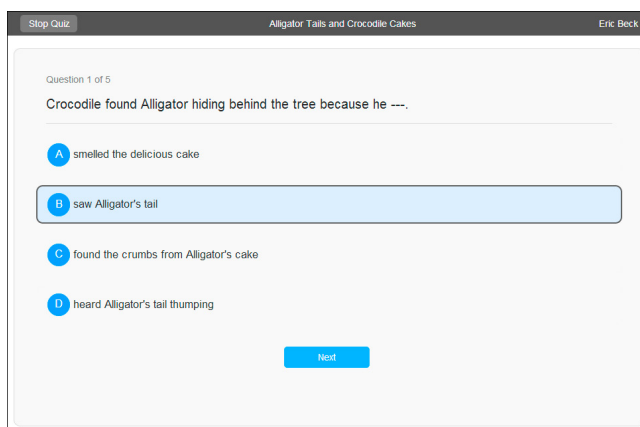 Stop Quiz
Alligator Tails and Crocodile Cakes
Eric Beck
Question 1 of 5
Crocodile found Alligator hiding behind the tree because he ---.
A smelled the delicious cake
B saw Alligator's tail
C found the crumbs from Alligator's cake
D heard Alligator's tail thumping
Next